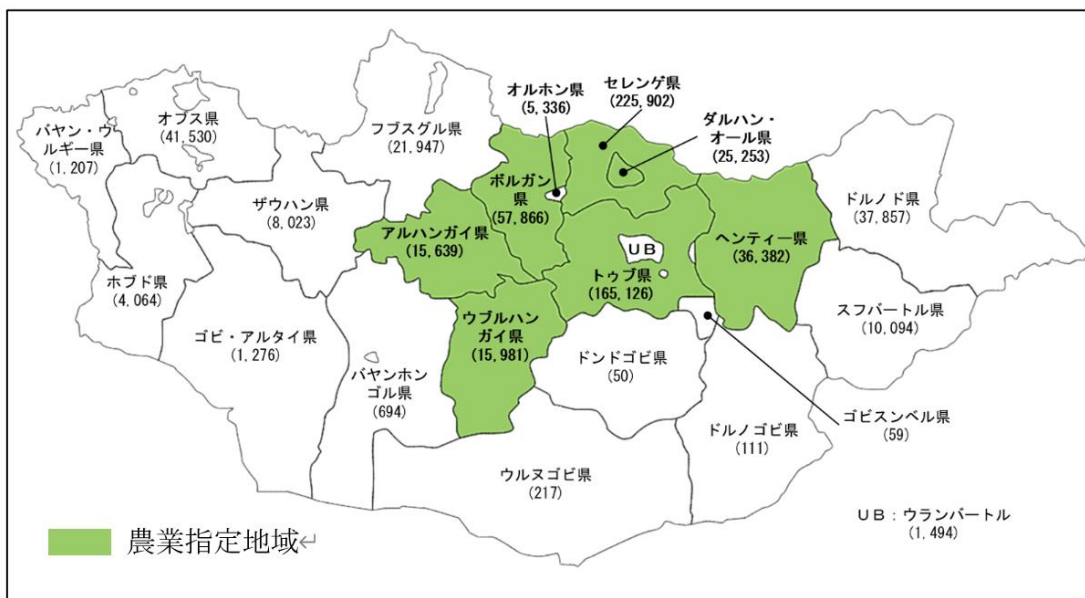 オルホン県
(5,336)
セレンゲ県
(225,902)
ダルハン・
オール県
(25,253)
オブス県
(41,530)
バヤン・ウ
ルギー県
(1,207)
フブスグル県
(21,947)
ボルガン
県
(57,866)
ドルノド県
(37,857)
ザウハン県
(8,023)
アルハンガイ県
(15,639)
UB
ヘンティー県
(36,382)
トゥブ県
(165,126)
ホブド県
(4,064)
スフバートル県
(10,094)
ゴビ・アルタイ県
(1,276)
ウブルハン
ガイ県
(15,981)
バヤンホン
ゴル県
(694)
ドンドゴビ県
(50)
ゴビスンベル県
(59)
ドルノゴビ県
(111)
ウルヌゴビ県
(217)
UB:ウランバートル
(1,494)
農業指定地域↵